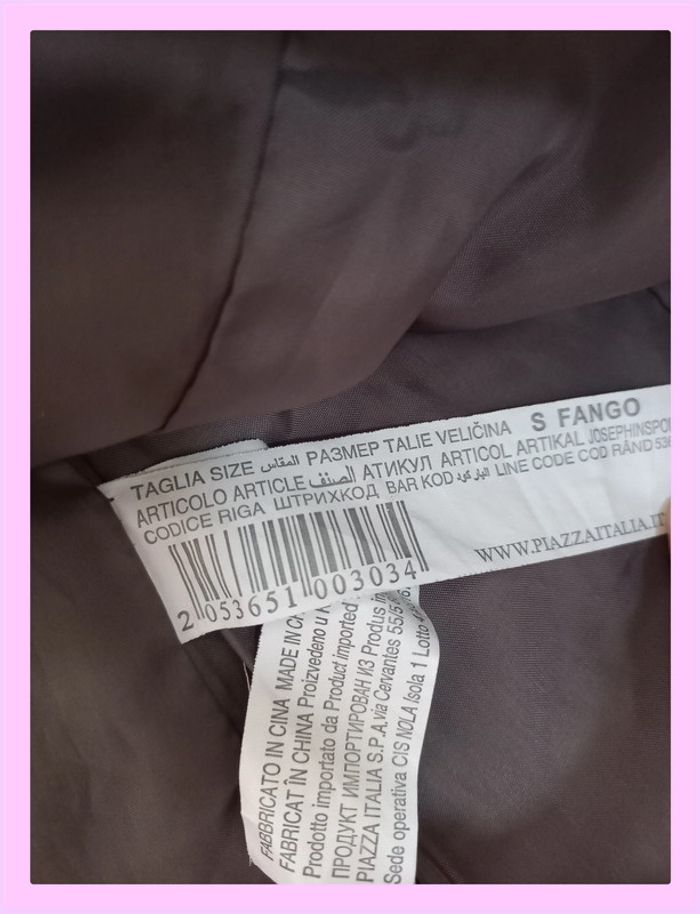 TAGLIA SIZE المقاس РАЗМЕР TALIE VELIČINA S FANGO
ARTICOLO ARTICLE الصنف АТИКУЛ ARTICOL ARTIKAL JOSEPHINSPO
CODICE RIGA ШТРИХКОД BAR KOD الباركود LINE CODE COD RÂND 536
WWW.PIAZZAITALIA.IT
2 053651 003034
FABBRICATO IN CINA MADE IN
FABRICAT ÎN CHINA Proizvedeno u
Prodotto importato da Product imported
ПРОДУКТ ИМПОРТИРОВАН ИЗ Produs
PIAZZA ITALIA S.P.A.via Cervantes 55/5
Sede operativa CIS NOLA Isola 1 Lotto